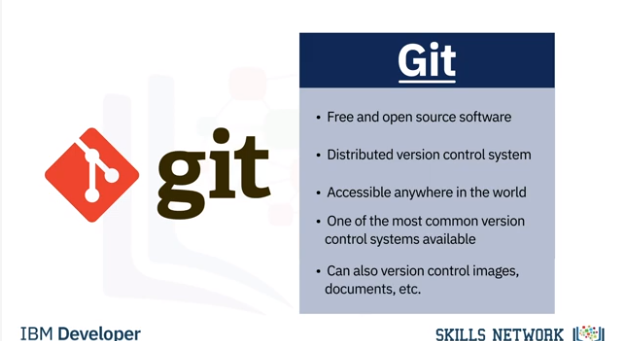 git
Git
• Free and open source software
• Distributed version control system
• Accessible anywhere in the world
• One of the most common version
control systems available
• Can also version control images,
documents, etc.
IBM Developer
SKILLS NETWORK